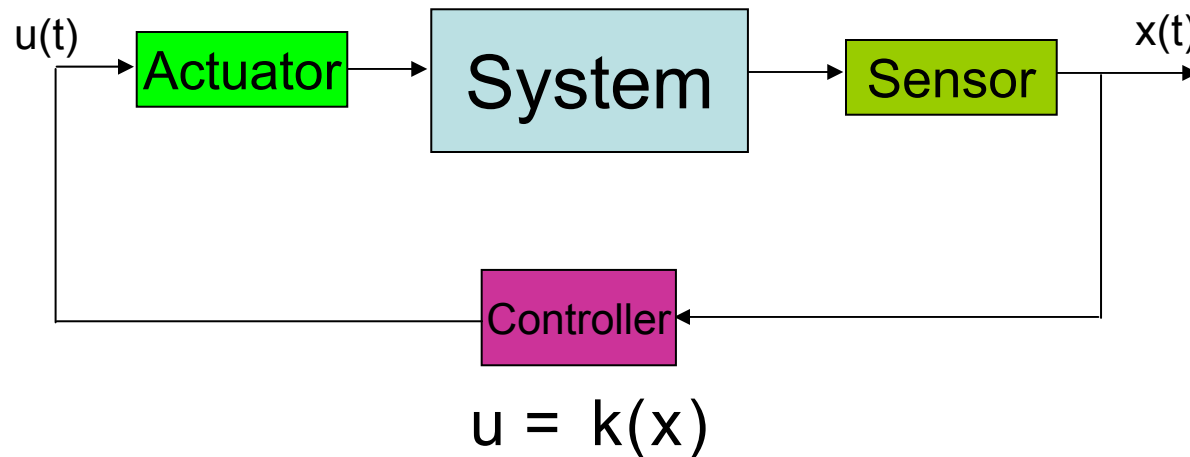 u(t)
Actuator
System
Sensor
x(t)
Controller
u = k(x)